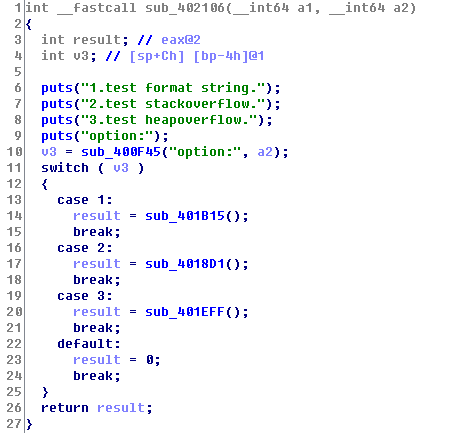 1 int __fastcall sub_402106(__int64 a1, __int64 a2)
2 {
3   int result; // eax@2
4   int v3; // [sp+Ch] [bp-4h]@1
5
6   puts("1.test format string.");
7   puts("2.test stackoverflow.");
8   puts("3.test heapoverflow.");
9   puts("option:");
10   v3 = sub_400F45("option:", a2);
11   switch ( v3 )
12   {
13     case 1:
14       result = sub_401B15();
15       break;
16     case 2:
17       result = sub_4018D1();
18       break;
19     case 3:
20       result = sub_401EFF();
21       break;
22     default:
23       result = 0;
24       break;
25   }
26   return result;
27 }